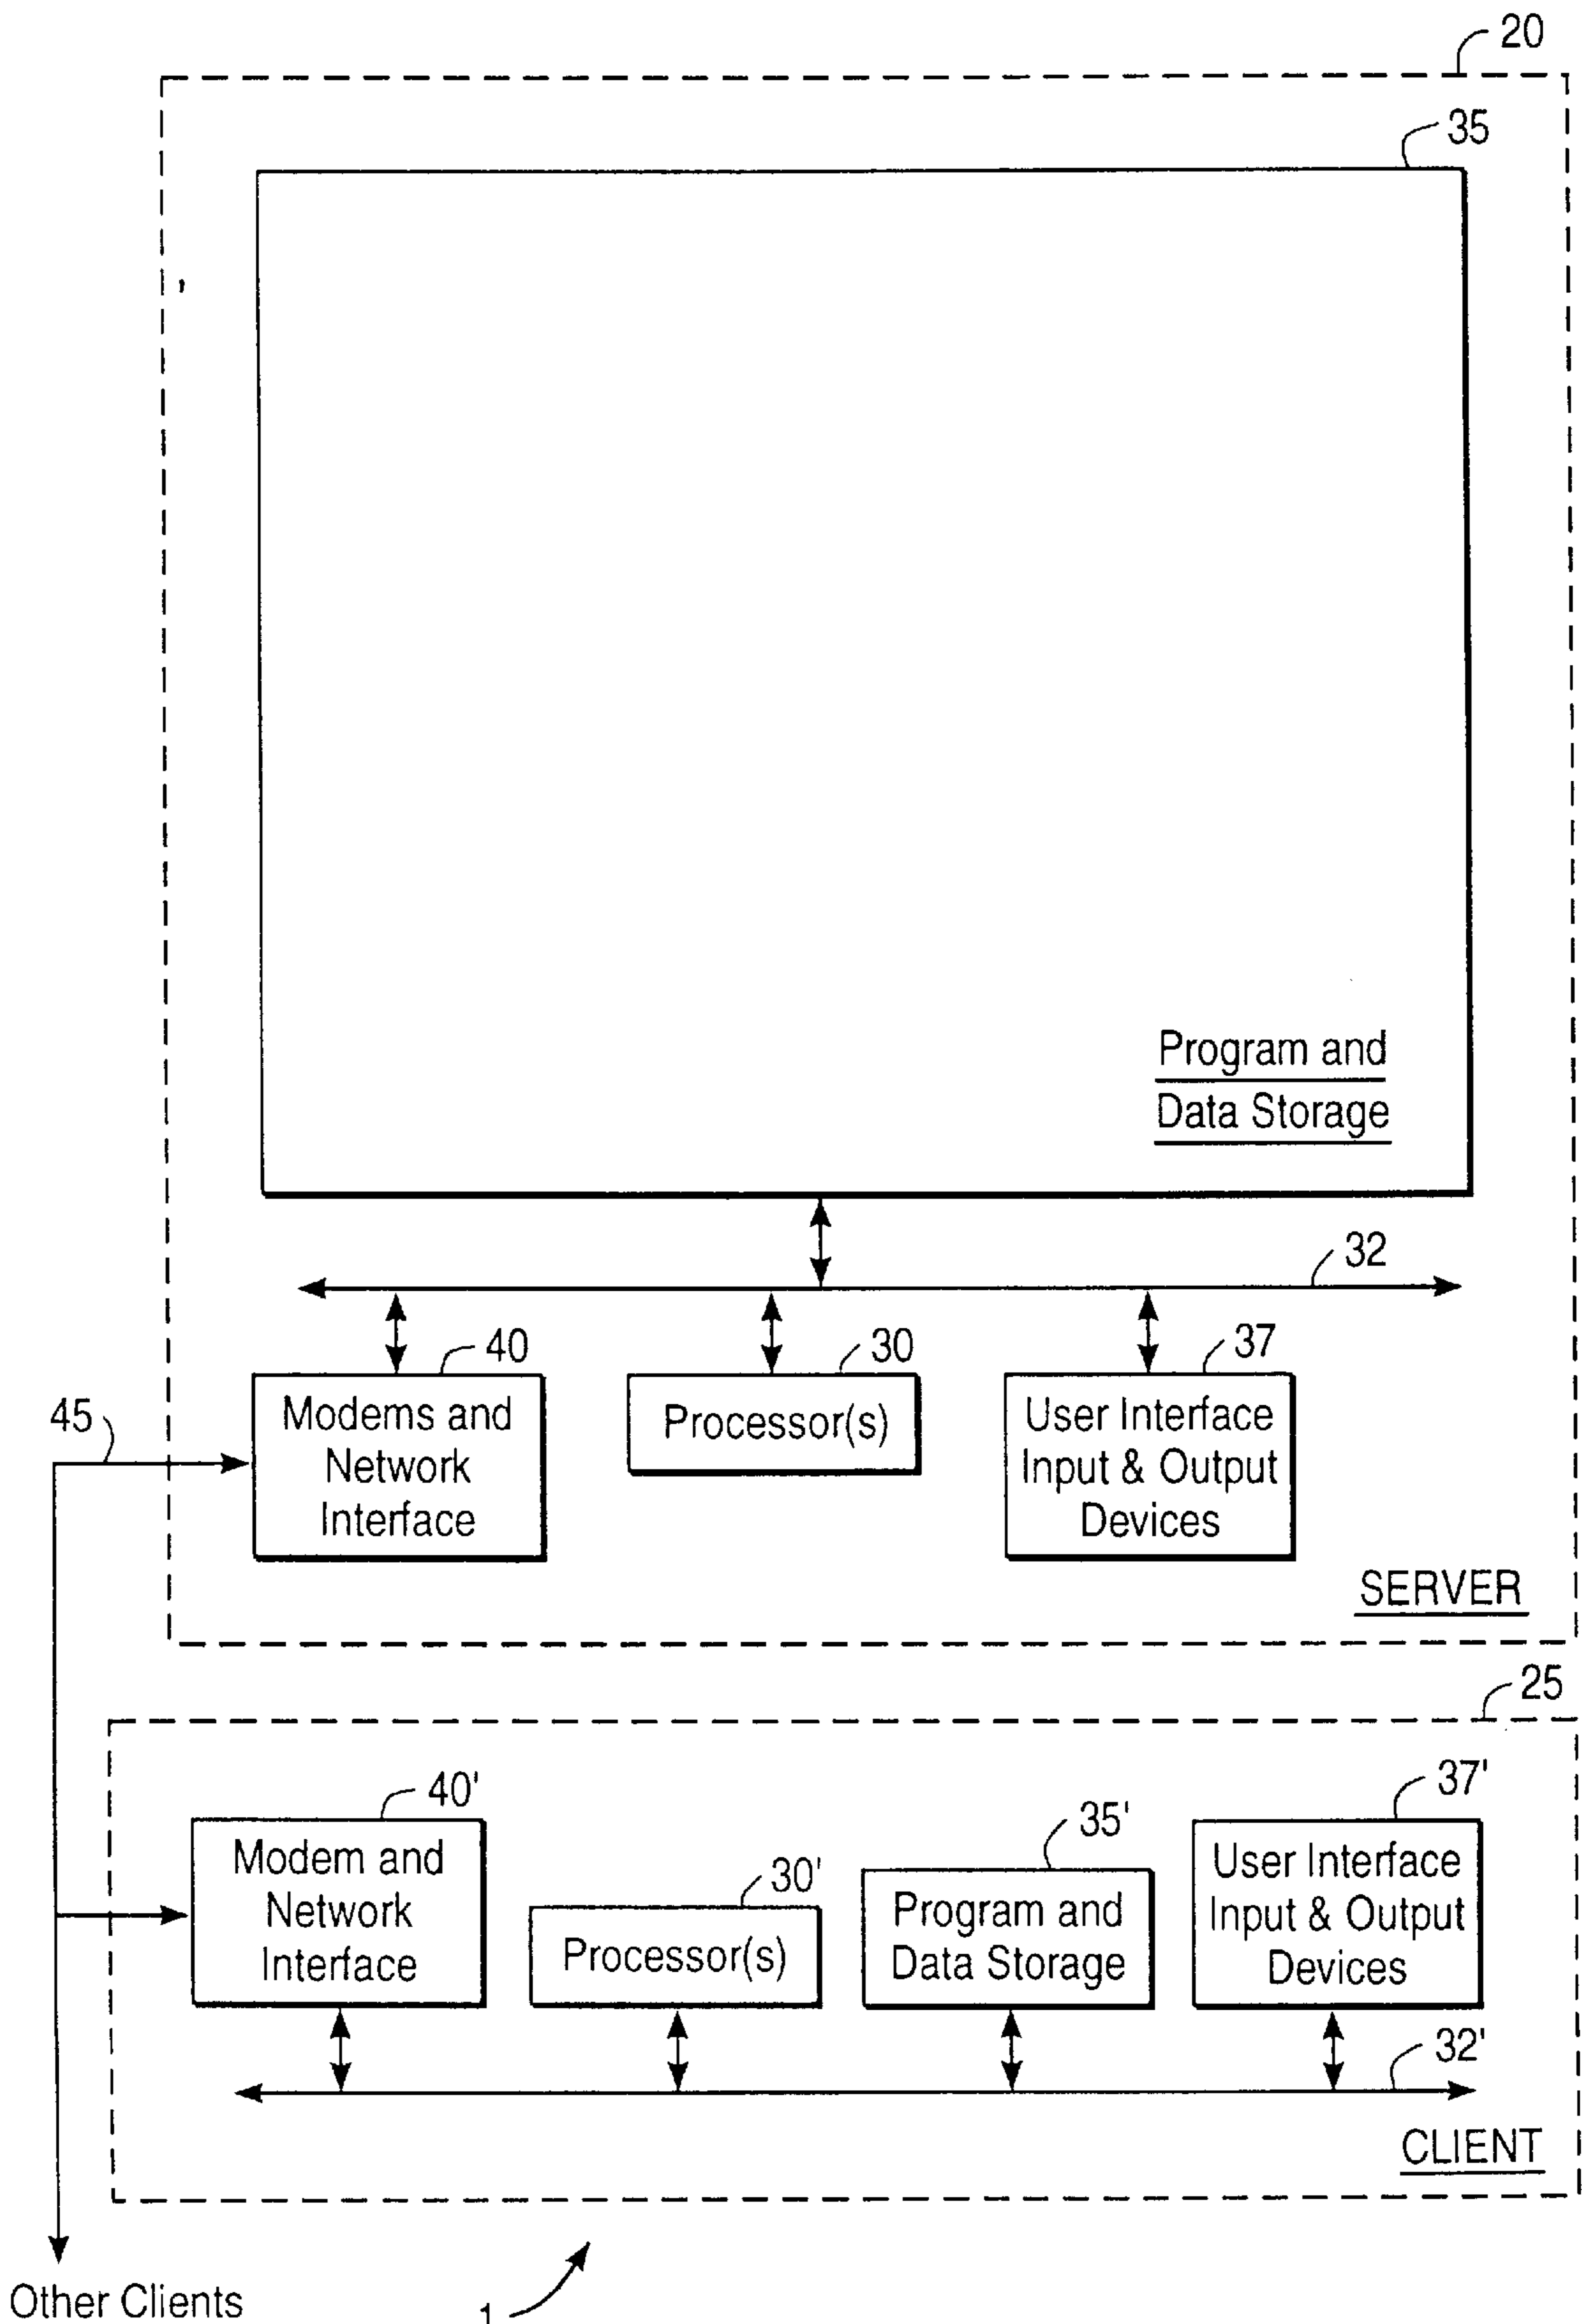 20
35
Program and
Data Storage
32
40
30
37
45
Modems and
Network
Interface
Processor(s)
User Interface
Input & Output
Devices
SERVER
25
40'
30'
35'
37'
Modem and
Network
Interface
Processor(s)
Program and
Data Storage
User Interface
Input & Output
Devices
32'
CLIENT
Other Clients
1